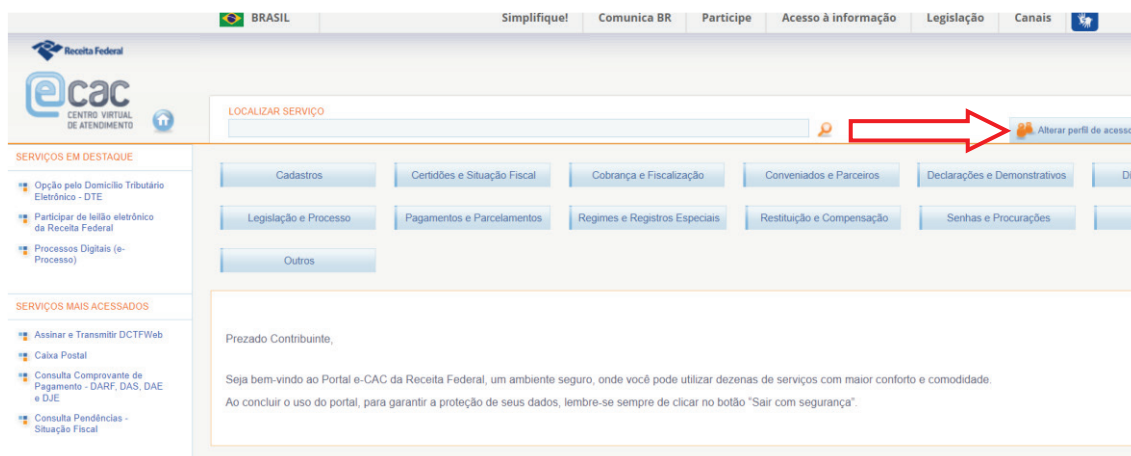 BRASIL Simplifique! Comunica BR Participe Acesso à informação Legislação Canais
Receita Federal
e cac
CENTRO VIRTUAL
DE ATENDIMENTO
LOCALIZAR SERVIÇO
Alterar perfil de acesso
SERVIÇOS EM DESTAQUE
Opção pelo Domicílio Tributário
Eletrônico - DTE
Participar de leilão eletrônico
da Receita Federal
Processos Digitais (e-
Processo)
SERVIÇOS MAIS ACESSADOS
Assinar e Transmitir DCTFWeb
Caixa Postal
Consulta Comprovante de
Pagamento - DARF, DAS, DAE
e DJE
Consulta Pendências -
Situação Fiscal
Cadastros Certidões e Situação Fiscal Cobrança e Fiscalização Conveniados e Parceiros Declarações e Demonstrativos
Legislação e Processo Pagamentos e Parcelamentos Regimes e Registros Especiais Restituição e Compensação Senhas e Procurações
Outros
Prezado Contribuinte,
Seja bem-vindo ao Portal e-CAC da Receita Federal, um ambiente seguro, onde você pode utilizar dezenas de serviços com maior conforto e comodidade.
Ao concluir o uso do portal, para garantir a proteção de seus dados, lembre-se sempre de clicar no botão "Sair com segurança".